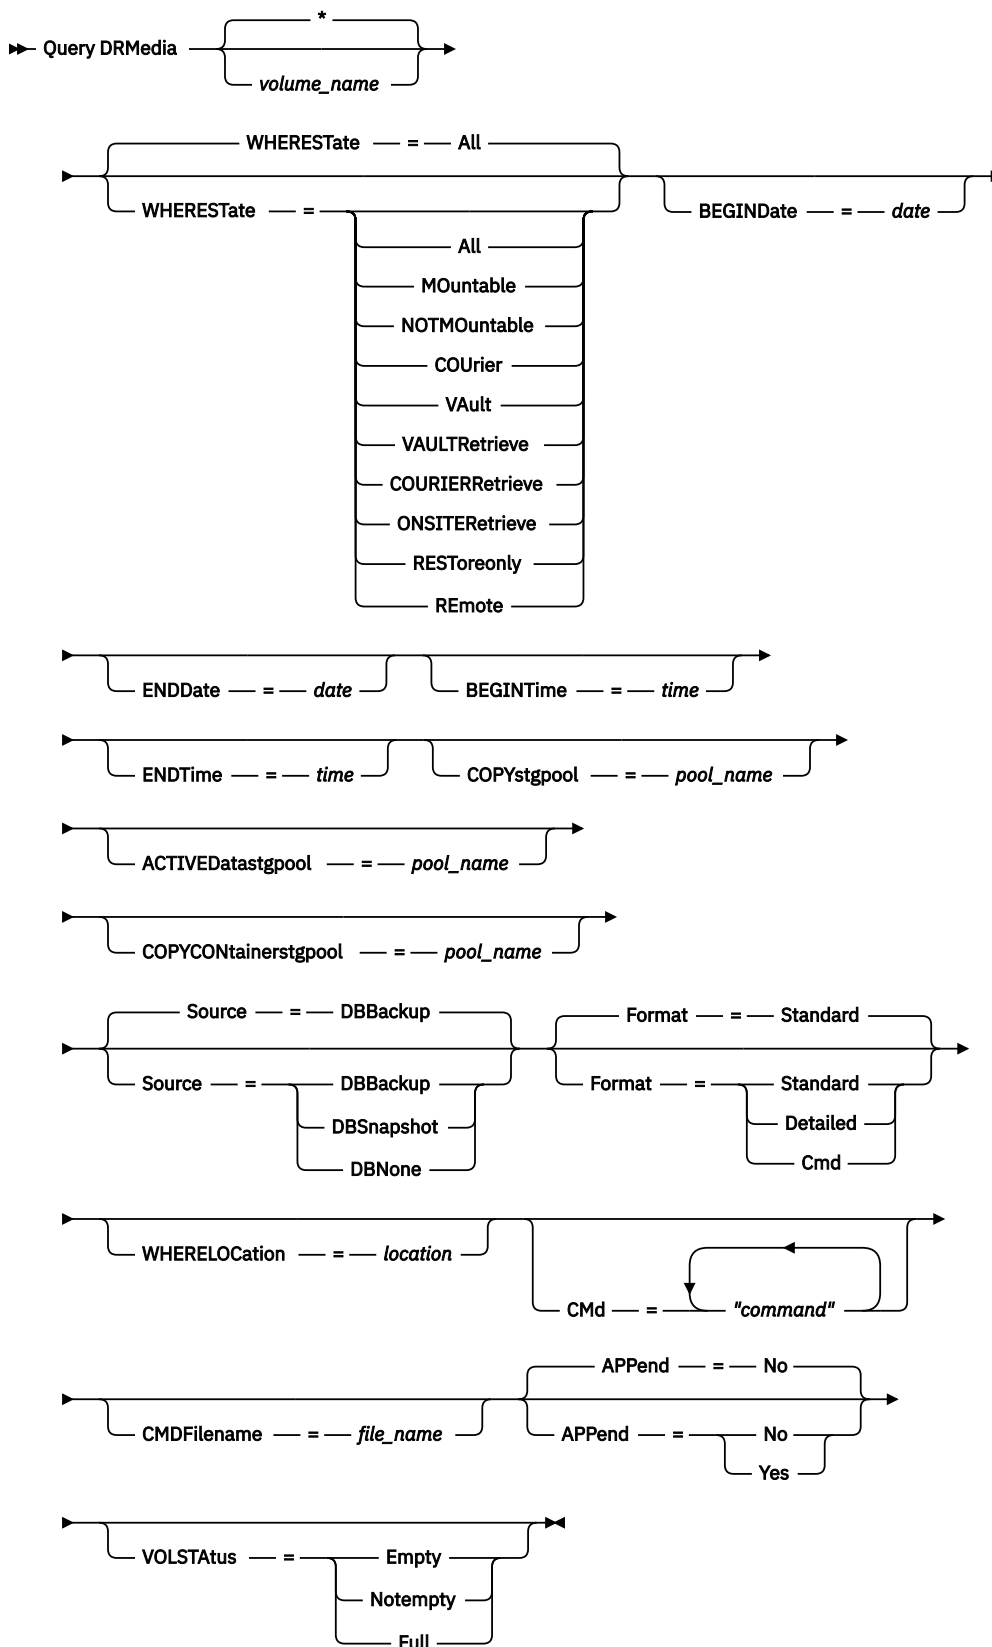 *
Query DRMedia
volume_name
WHERESTate = All
WHERESTate =
BEGINDate = date
All
MOuntable
NOTMOuntable
COUrier
VAult
VAULTRetrieve
COURIERRetrieve
ONSITERetrieve
RESToreonly
REmote
ENDDate = date
BEGINTime = time
ENDTime = time
COPYstgpool = pool_name
ACTIVEDatastgpool = pool_name
COPYCONtainerstgpool = pool_name
Source = DBBackup
Format = Standard
Source = DBBackup
Format = Standard
DBSnapshot
Detailed
DBNone
Cmd
WHERELOCation = location
CMd = "command"
APPend = No
CMDFilename = file_name
APPend = No
Yes
VOLSTAtus = Empty
Notempty
Full